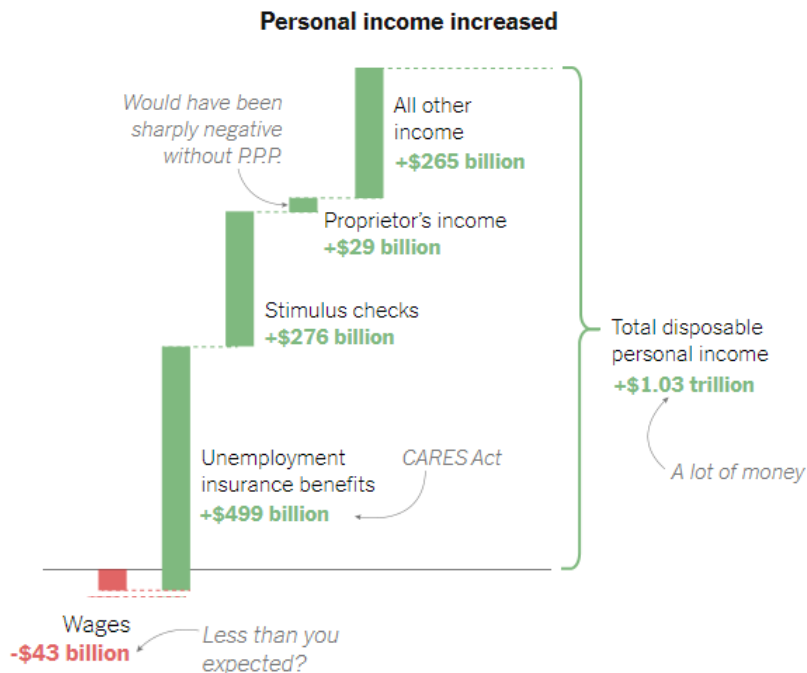 Personal income increased
Would have been
sharply negative
without P.P.P.
All other
income
+$265 billion
Proprietor's income
+$29 billion
Stimulus checks
+$276 billion
Total disposable
personal income
+$1.03 trillion
A lot of money
Unemployment
insurance benefits
+$499 billion
CARES Act
Wages
-$43 billion
Less than you
expected?